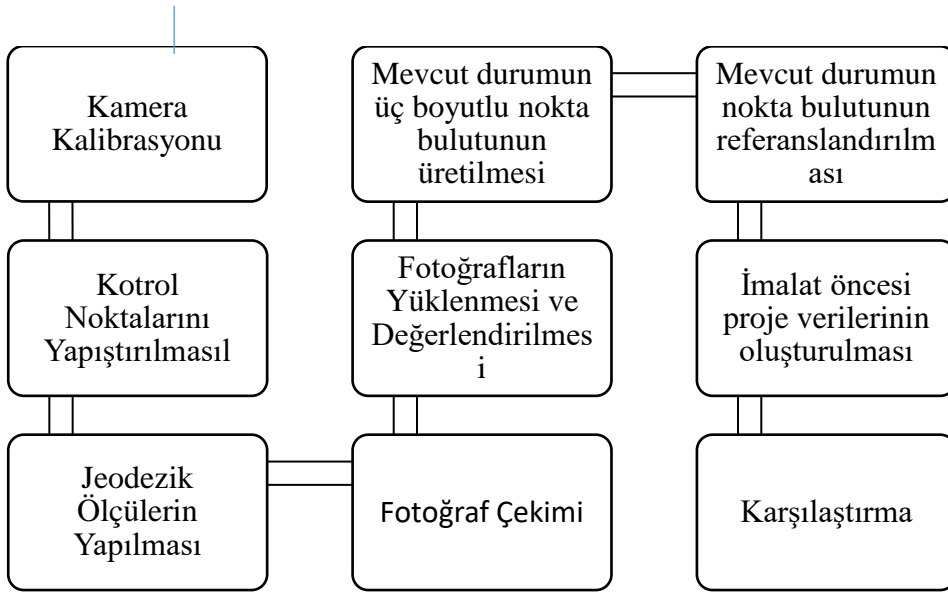 Kamera
Kalibrasyonu
Kotrol
Noktalarını
Yapıştırılmasıl
Jeodezik
Ölçülerin
Yapılması
Fotoğraf Çekimi
Fotoğrafların
Yüklenmesi ve
Değerlendirilmes
i
Mevcut durumun
üç boyutlu nokta
bulutunun
üretilmesi
Mevcut durumun
nokta bulutunun
referanslandırılm
ası
İmalat öncesi
proje verilerinin
oluşturulması
Karşılaştırma